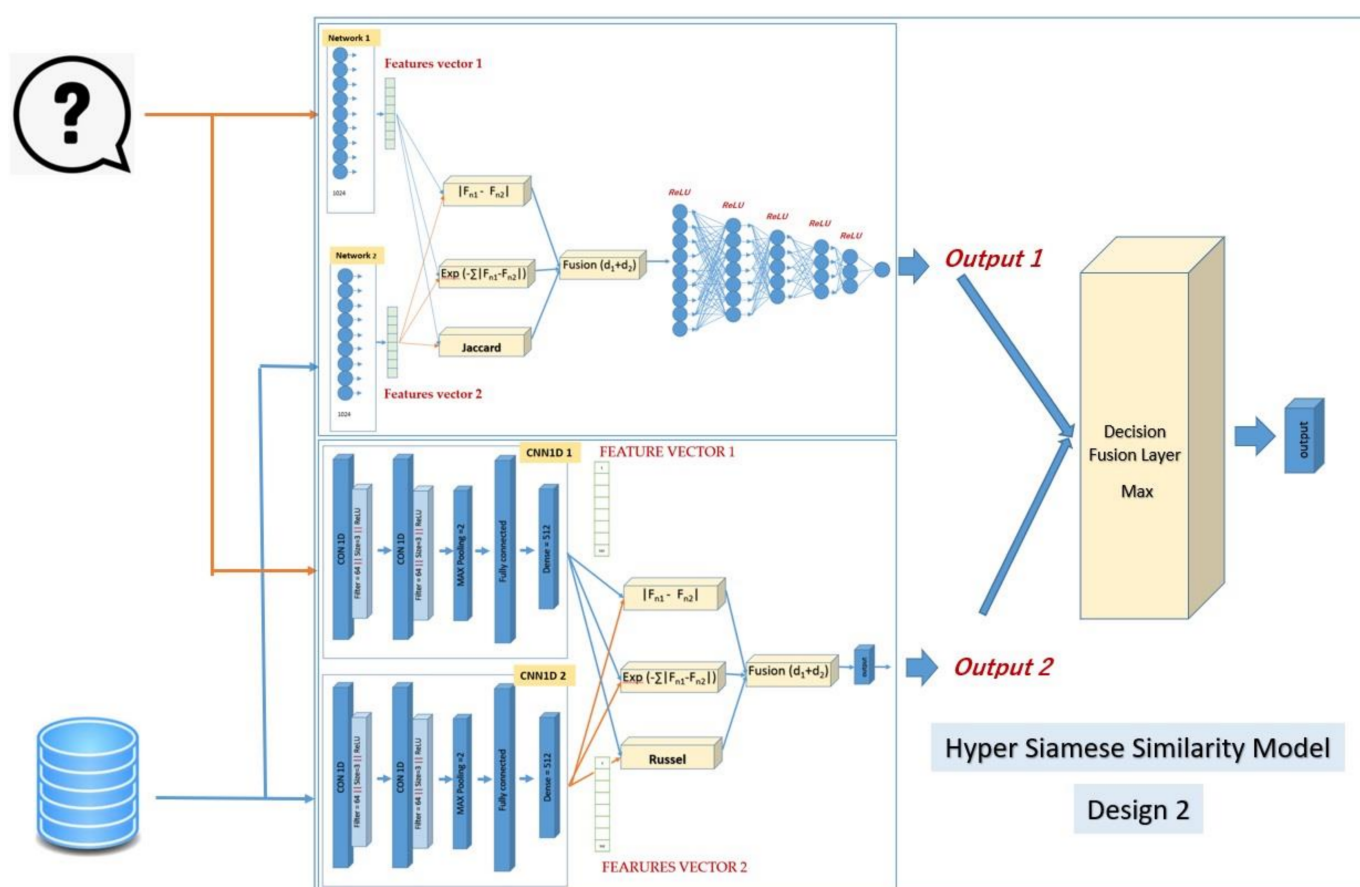 ?
Network 1
Features vector 1
1024
|Fn1 - Fn2|
Network 2
Exp (-∑|Fn1-Fn2|)
Fusion (d1+d2)
Jaccard
Features vector 2
1024
ReLU
ReLU
ReLU
ReLU
ReLU
Output 1
CNN1D 1
FEATURE VECTOR 1
CON 1D
Filter = 64 || Size=3 || ReLU
CON 1D
Filter = 64 || Size=3 || ReLU
MAX Pooling =2
Fully connected
Dense = 512
1
|Fn1 - Fn2|
Exp (-∑|Fn1-Fn2|)
Fusion (d1+d2)
output
Russel
CNN1D 2
CON 1D
Filter = 64 || Size=3 || ReLU
CON 1D
Filter = 64 || Size=3 || ReLU
MAX Pooling =2
Fully connected
Dense = 512
1
FEARURES VECTOR 2
Output 2
Decision
Fusion Layer
Max
output
Hyper Siamese Similarity Model
Design 2